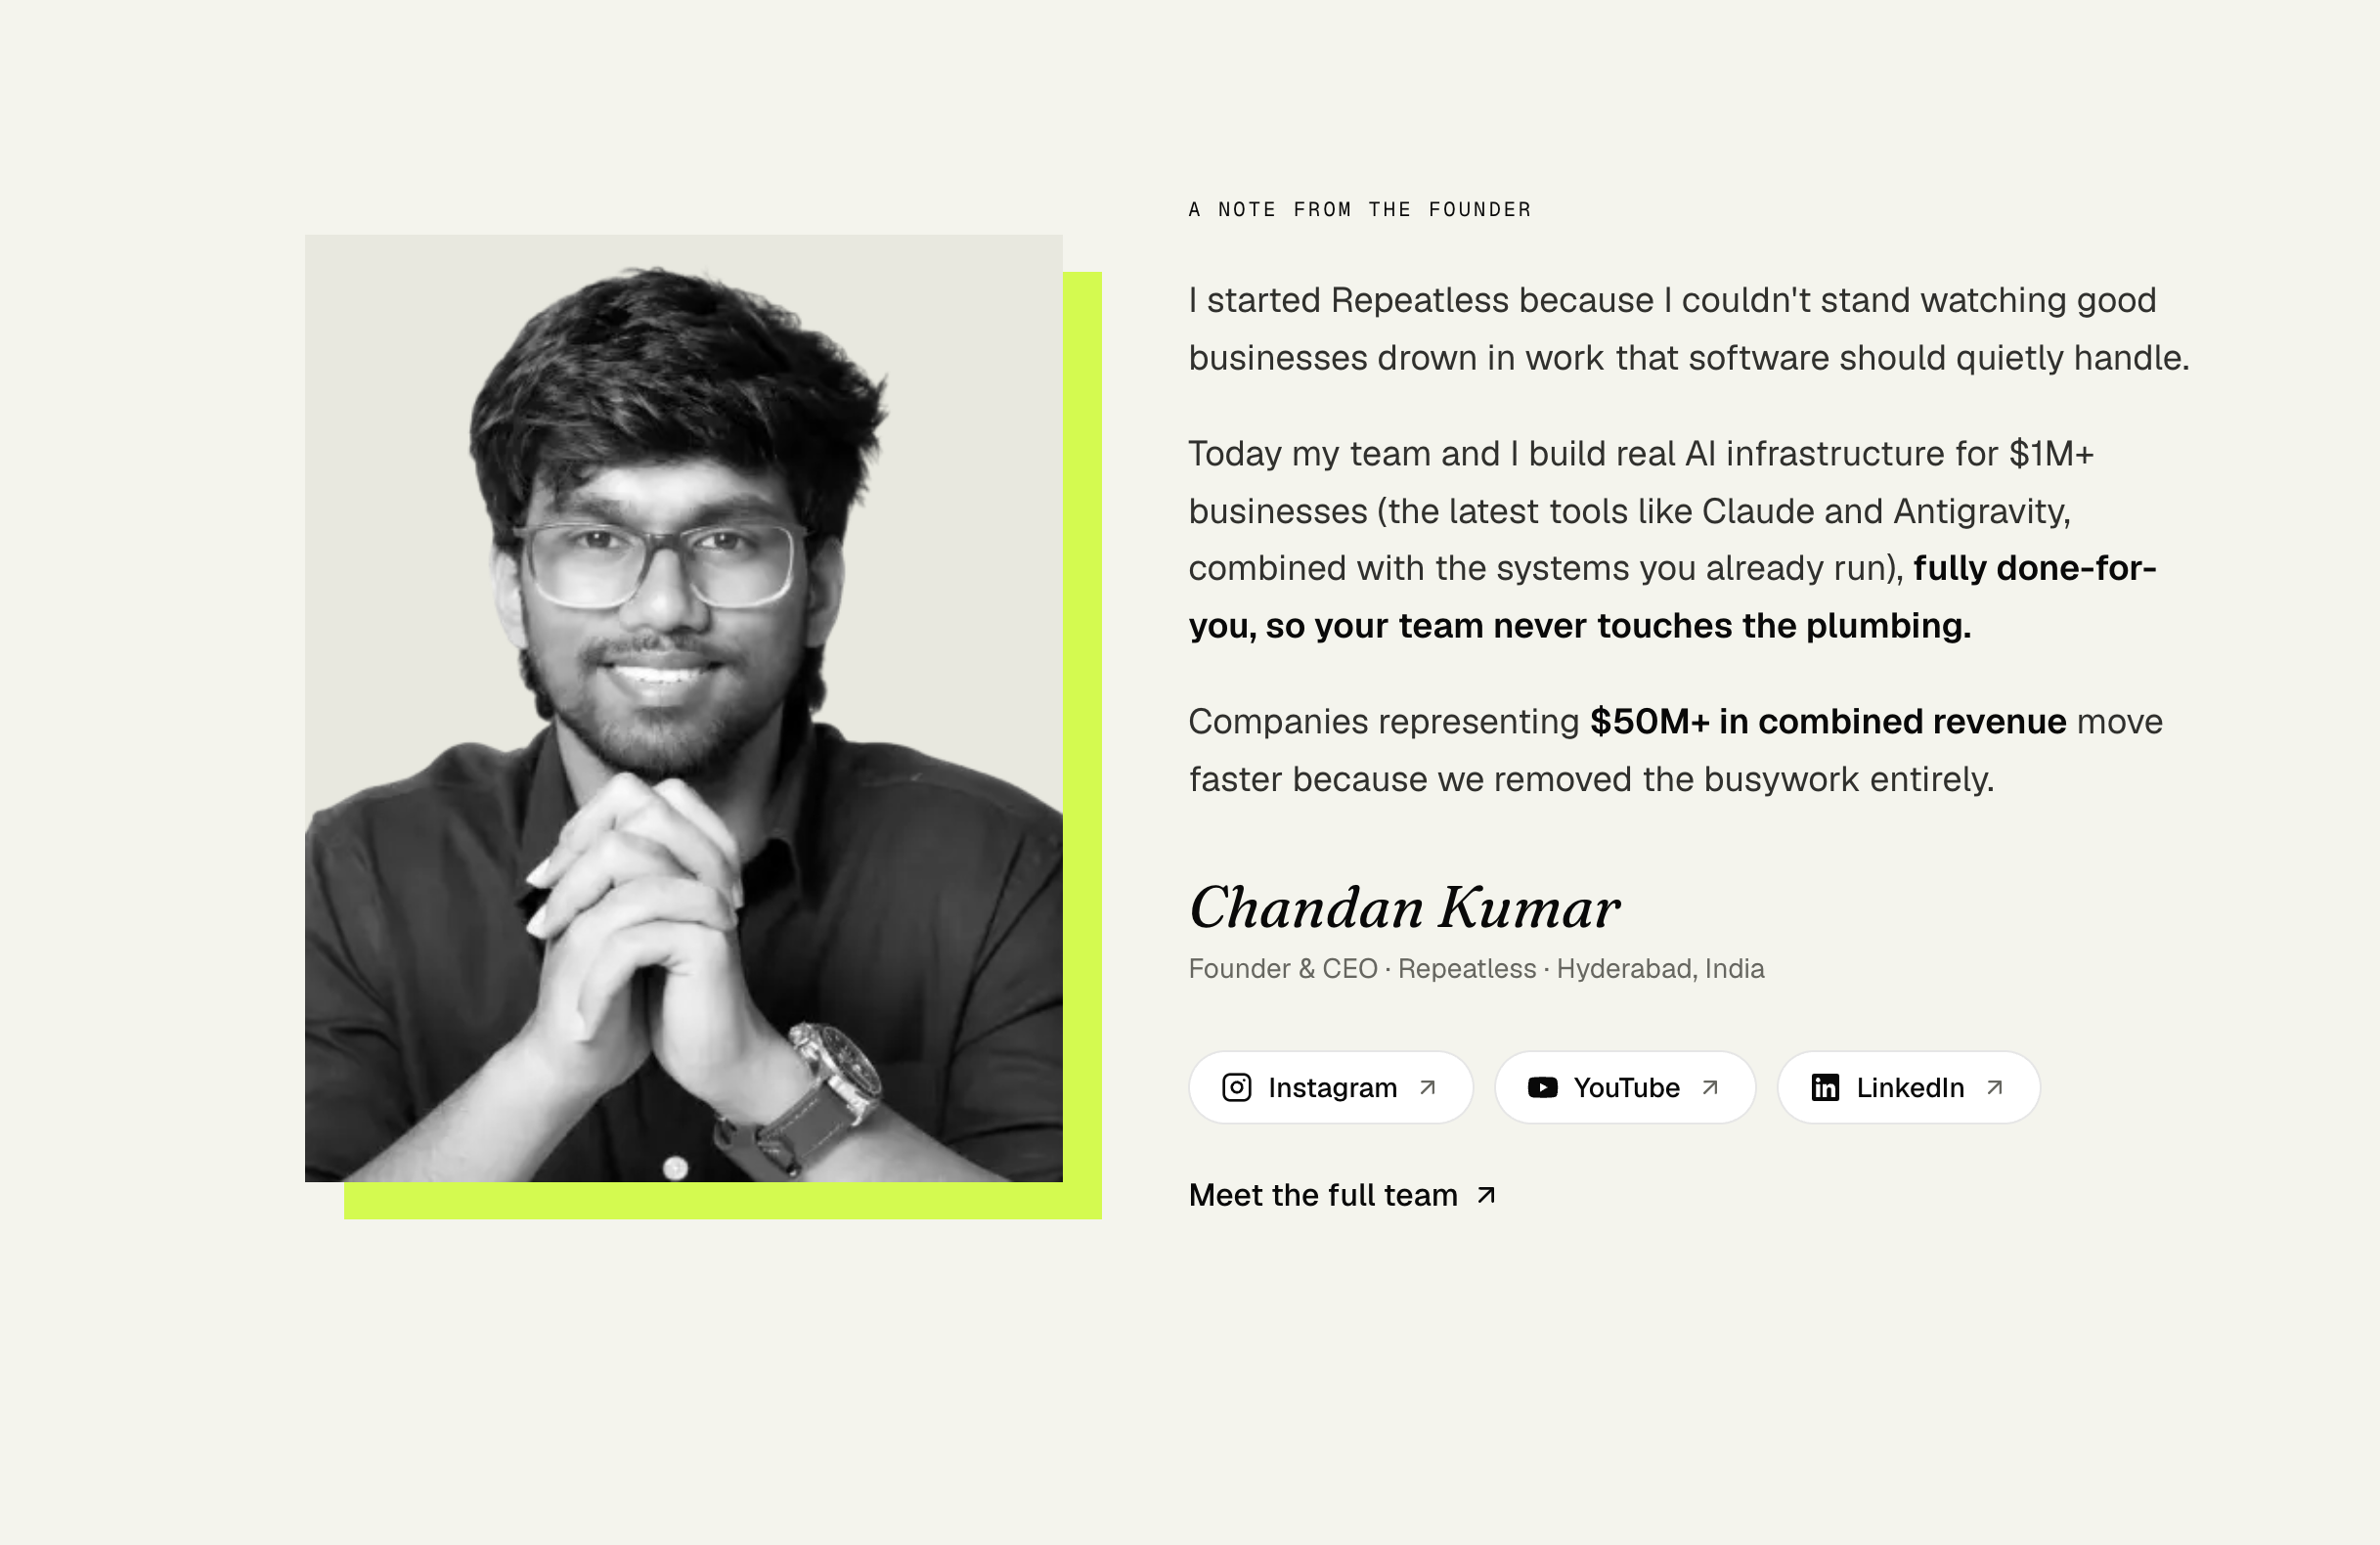 A NOTE FROM THE FOUNDER
I started Repeatless because I couldn't stand watching good
businesses drown in work that software should quietly handle.
Today my team and I build real AI infrastructure for $1M+
businesses (the latest tools like Claude and Antigravity,
combined with the systems you already run), fully done-for-
you, so your team never touches the plumbing.
Companies representing $50M+ in combined revenue move
faster because we removed the busywork entirely.
Chandan Kumar
Founder & CEO · Repeatless · Hyderabad, India
Instagram ↗ YouTube ↗ LinkedIn ↗
Meet the full team ↗